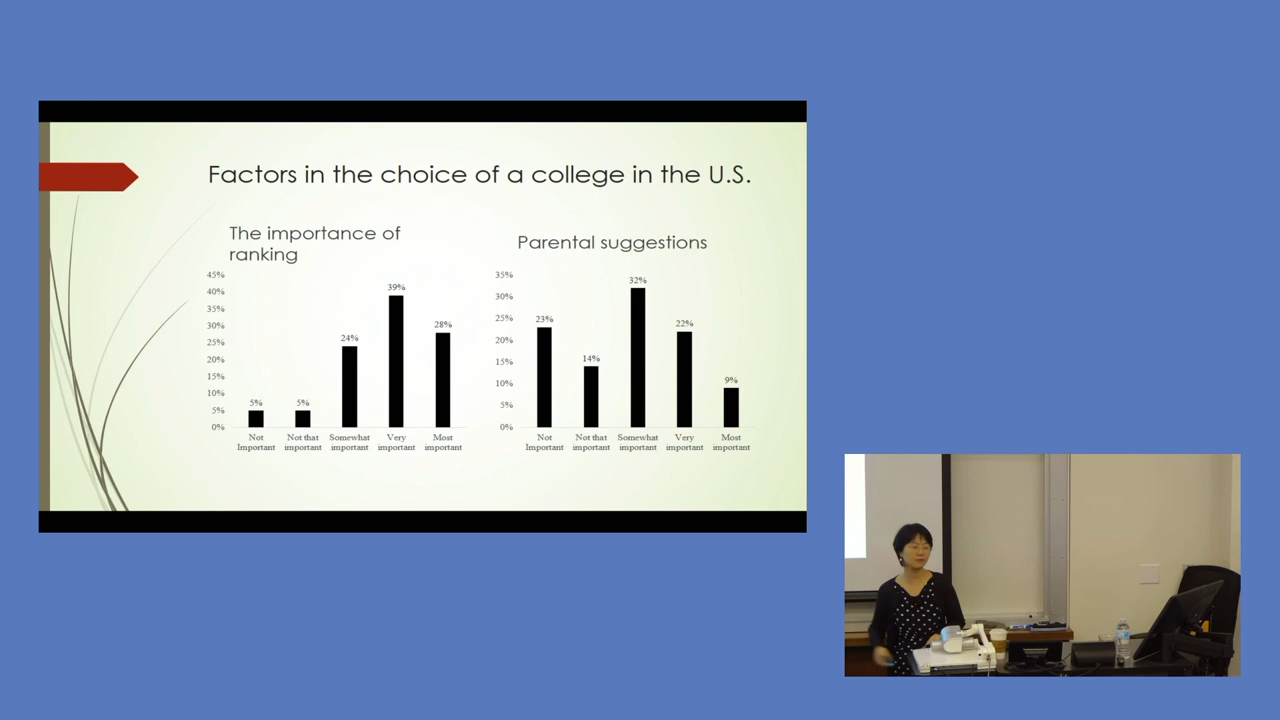 Factors in the choice of a college in the U.S.
The importance of
ranking
45%
40%
35%
30%
25%
20%
15%
10%
5%
0%
5%
5%
24%
39%
28%
Not
Important
Not that
important
Somewhat
important
Very
important
Most
important
Parental suggestions
35%
30%
25%
20%
15%
10%
5%
0%
23%
14%
32%
22%
9%
Not
Important
Not that
important
Somewhat
important
Very
important
Most
important